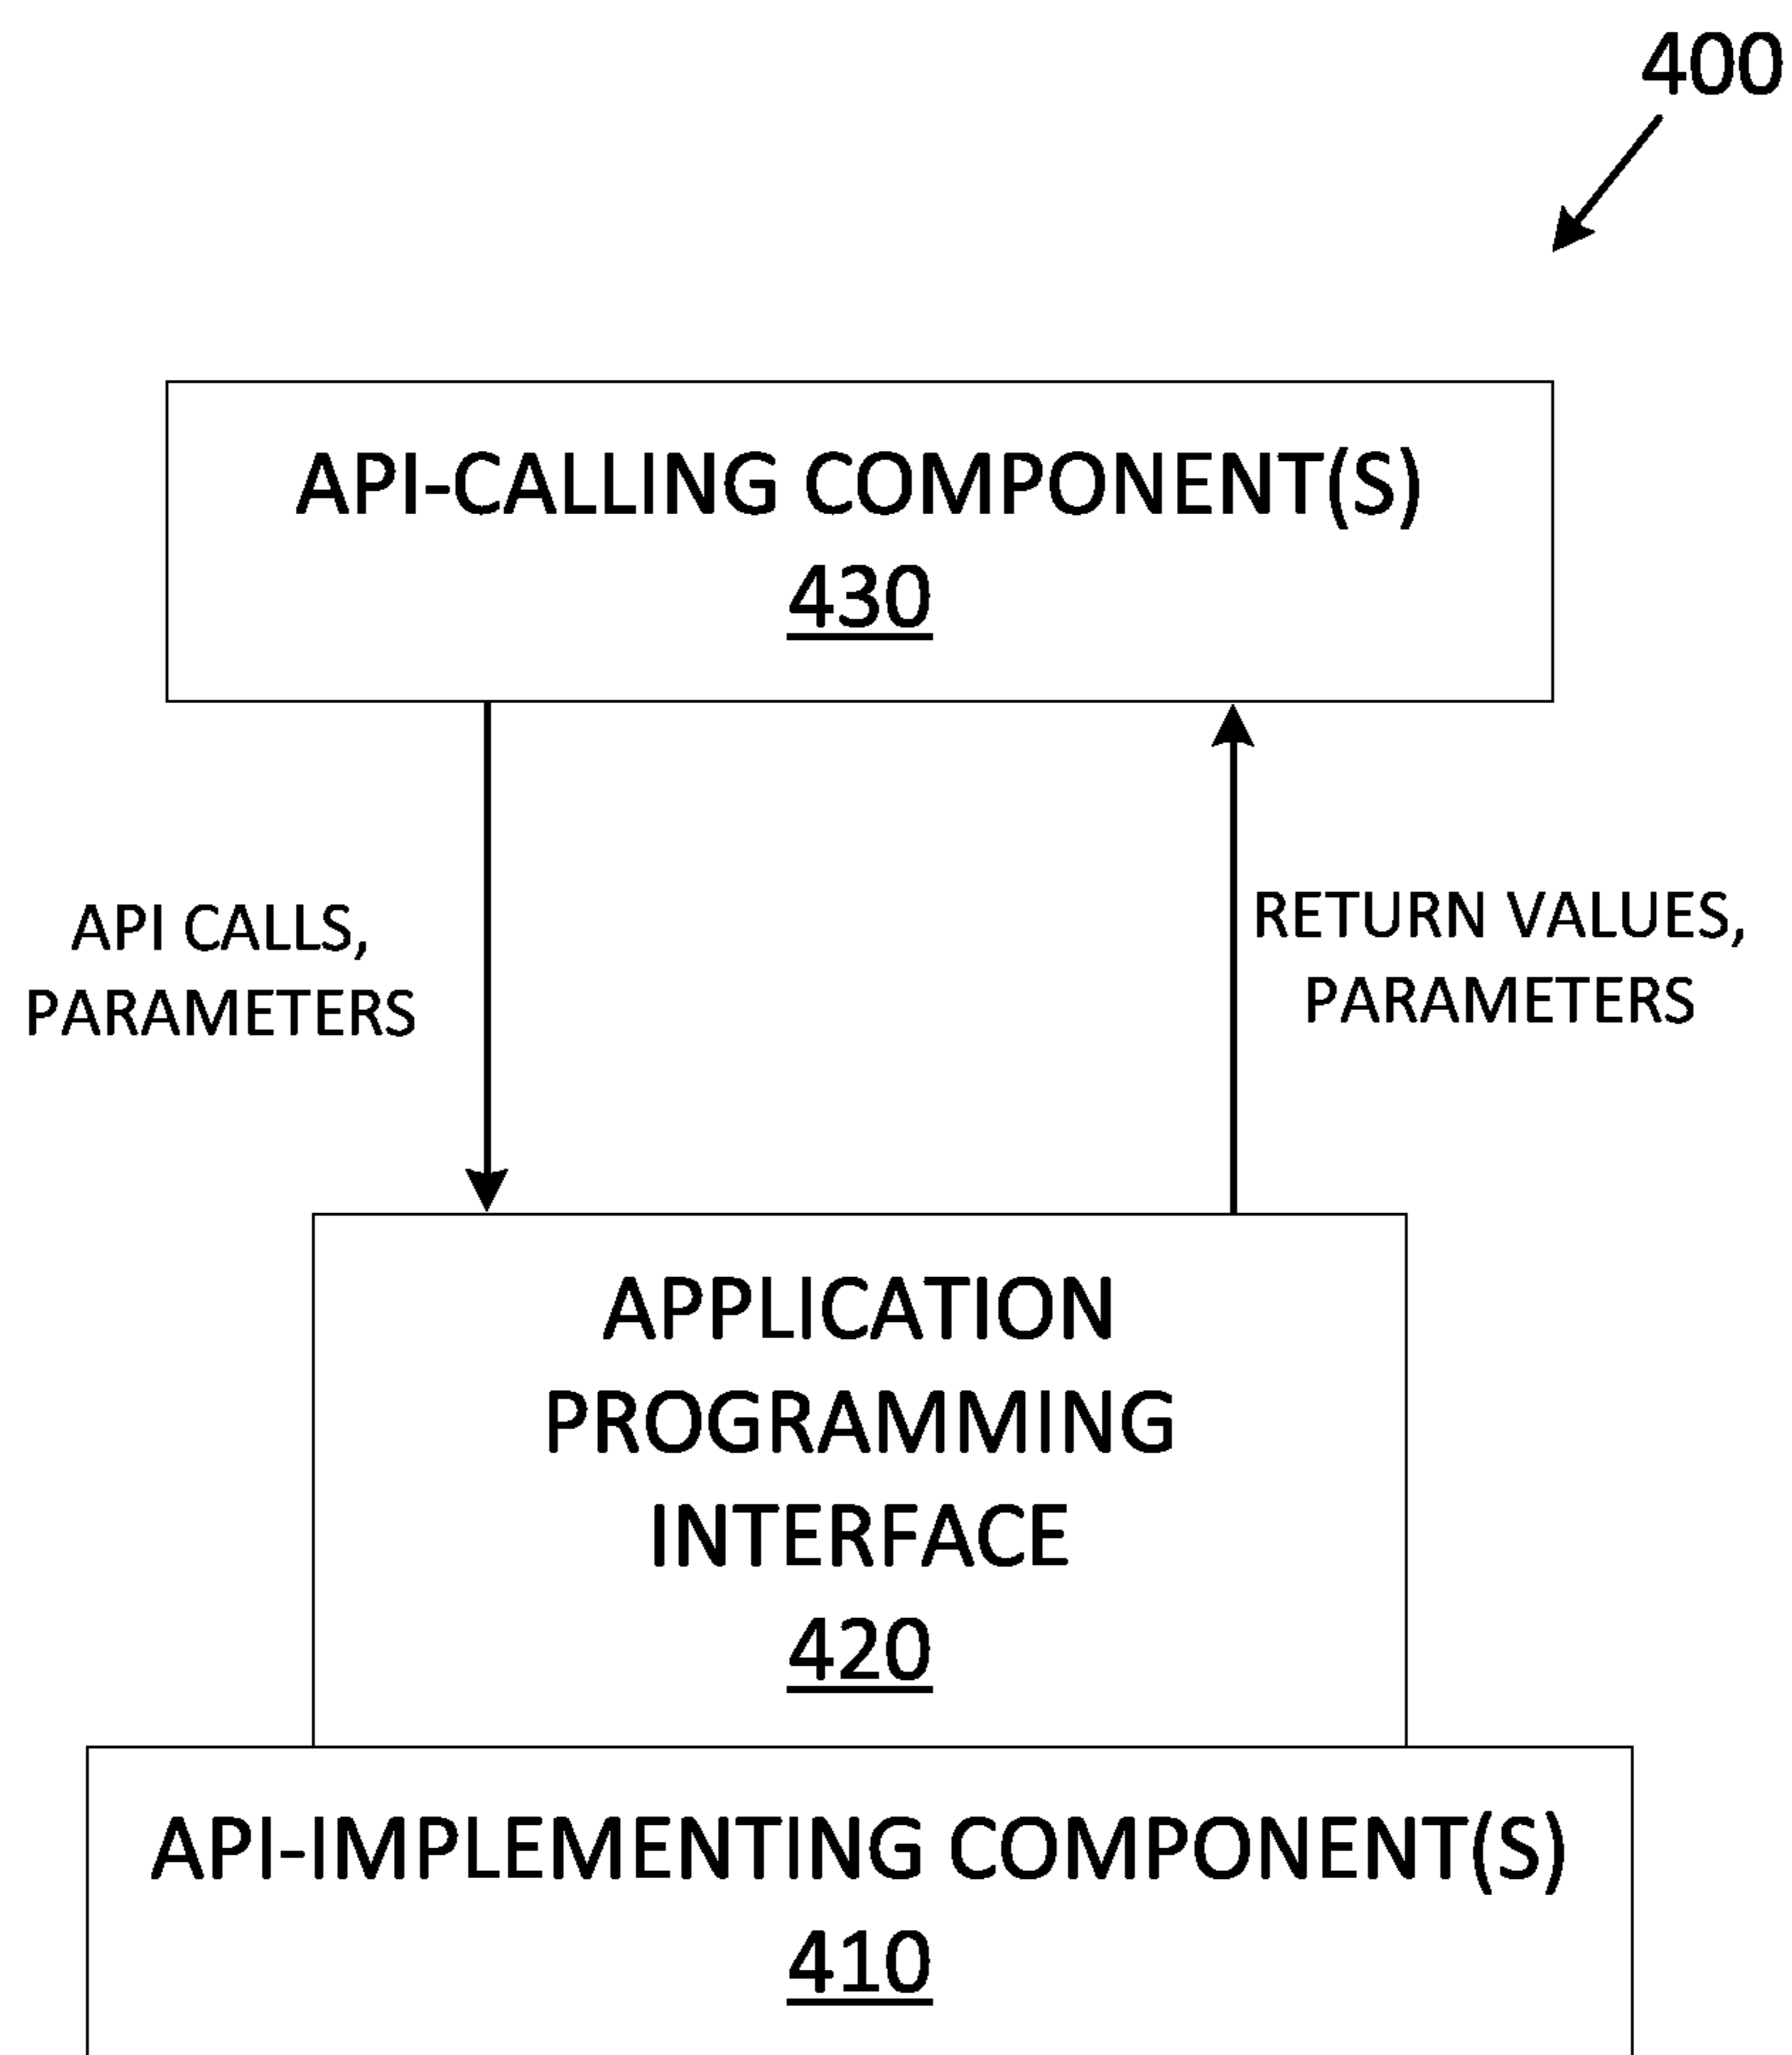 400
API-CALLING COMPONENT(S)
430
API CALLS,
PARAMETERS
RETURN VALUES,
PARAMETERS
APPLICATION
PROGRAMMING
INTERFACE
420
API-IMPLEMENTING COMPONENT(S)
410